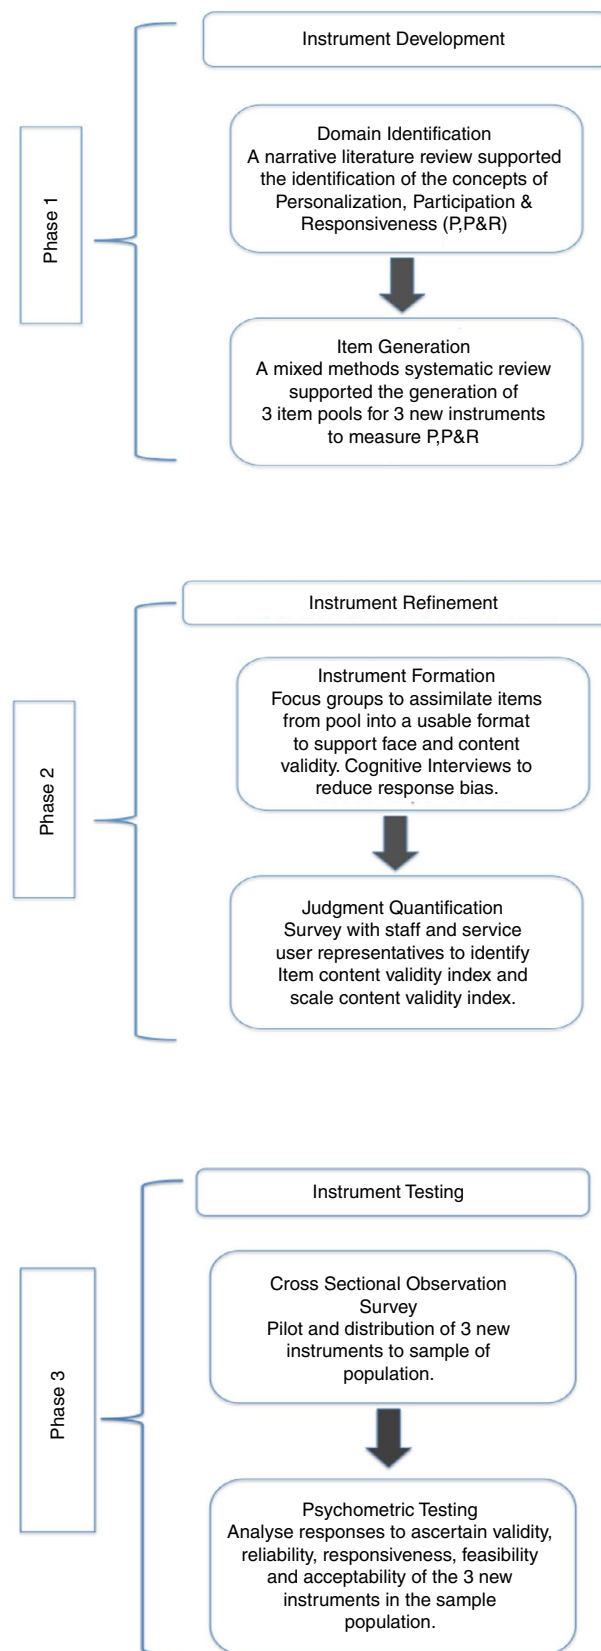 Phase 1
Instrument Development
Domain Identification
A narrative literature review supported
the identification of the concepts of
Personalization, Participation &
Responsiveness (P,P&R)
Item Generation
A mixed methods systematic review
supported the generation of
3 item pools for 3 new instruments
to measure P,P&R
Phase 2
Instrument Refinement
Instrument Formation
Focus groups to assimilate items
from pool into a usable format
to support face and content
validity. Cognitive Interviews to
reduce response bias.
Judgment Quantification
Survey with staff and service
user representatives to identify
Item content validity index and
scale content validity index.
Phase 3
Instrument Testing
Cross Sectional Observation
Survey
Pilot and distribution of 3 new
instruments to sample of
population.
Psychometric Testing
Analyse responses to ascertain validity,
reliability, responsiveness, feasibility
and acceptability of the 3 new
instruments in the sample
population.